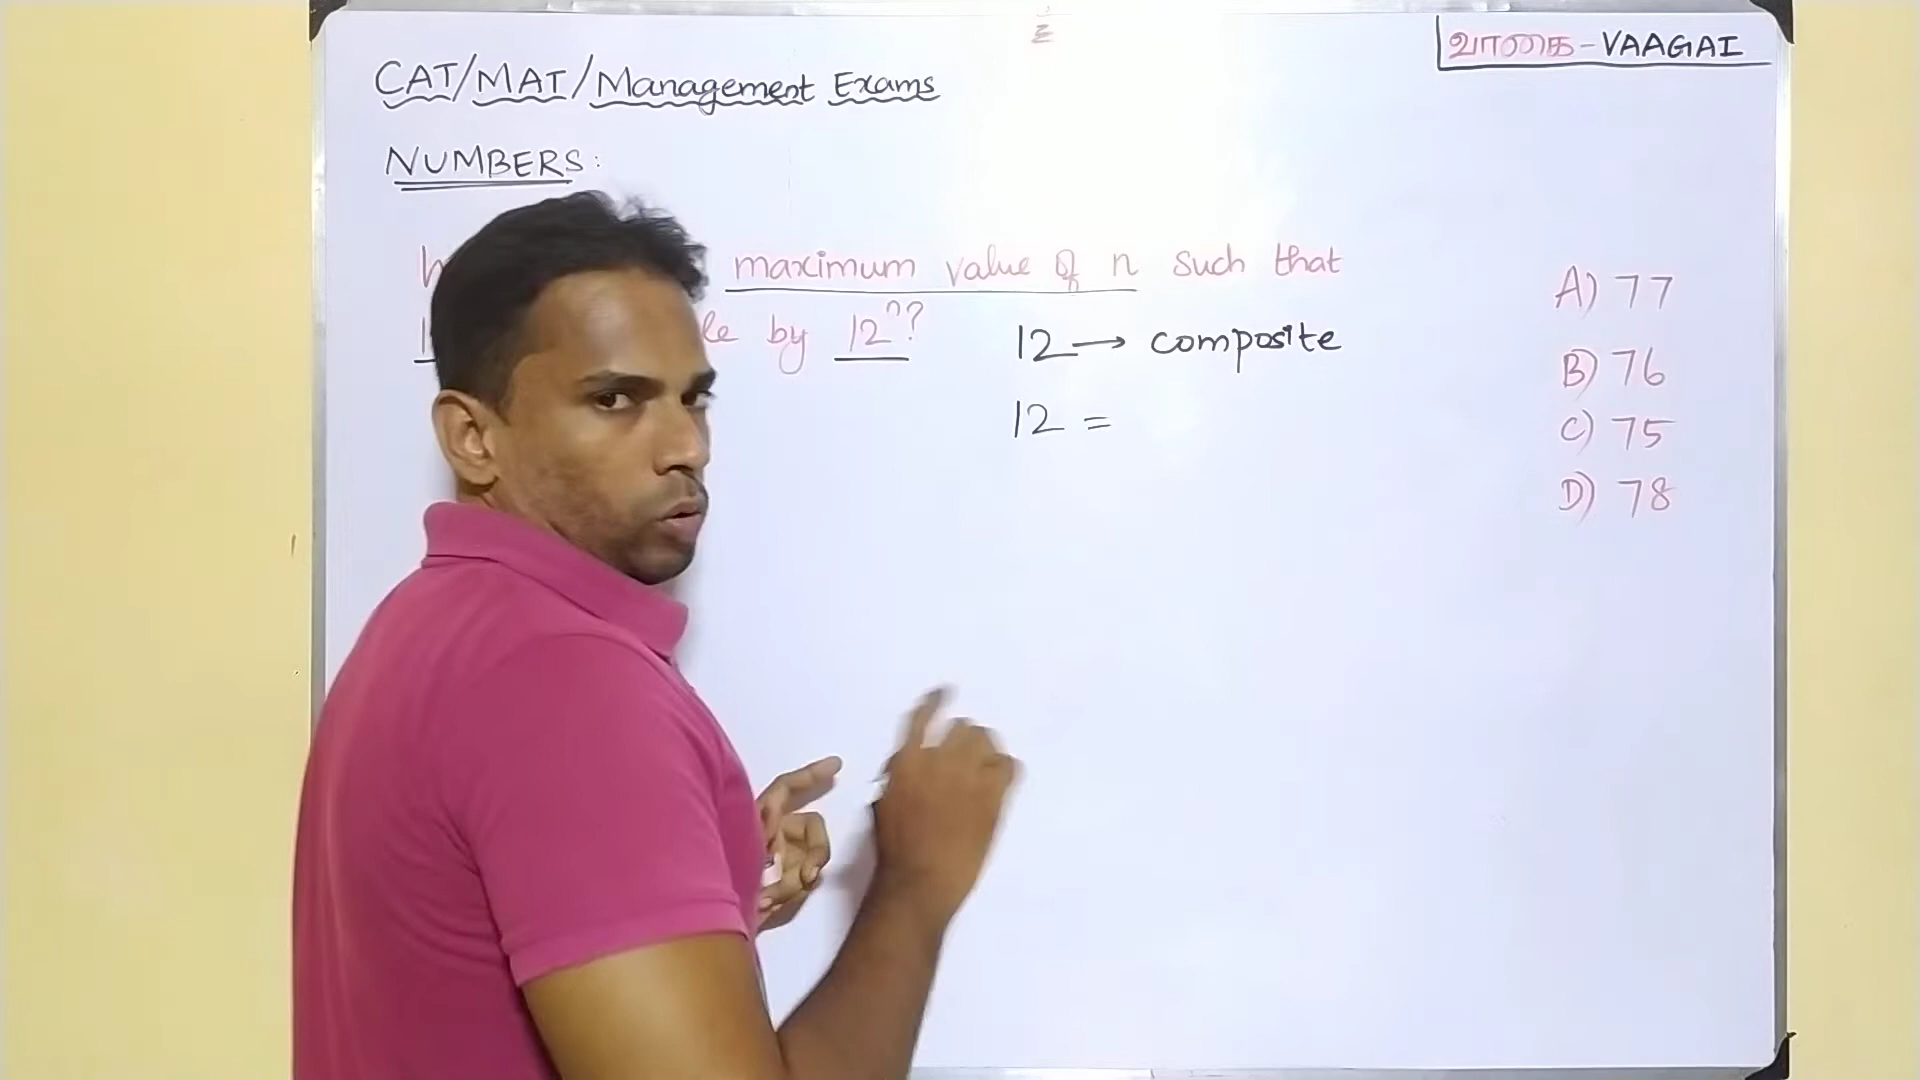 வாகை - VAAGAI
CAT/MAT/Management Exams
NUMBERS:
maximum value of n such that
by 12ⁿ?
12 → composite
12 =
A) 77
B) 76
C) 75
D) 78